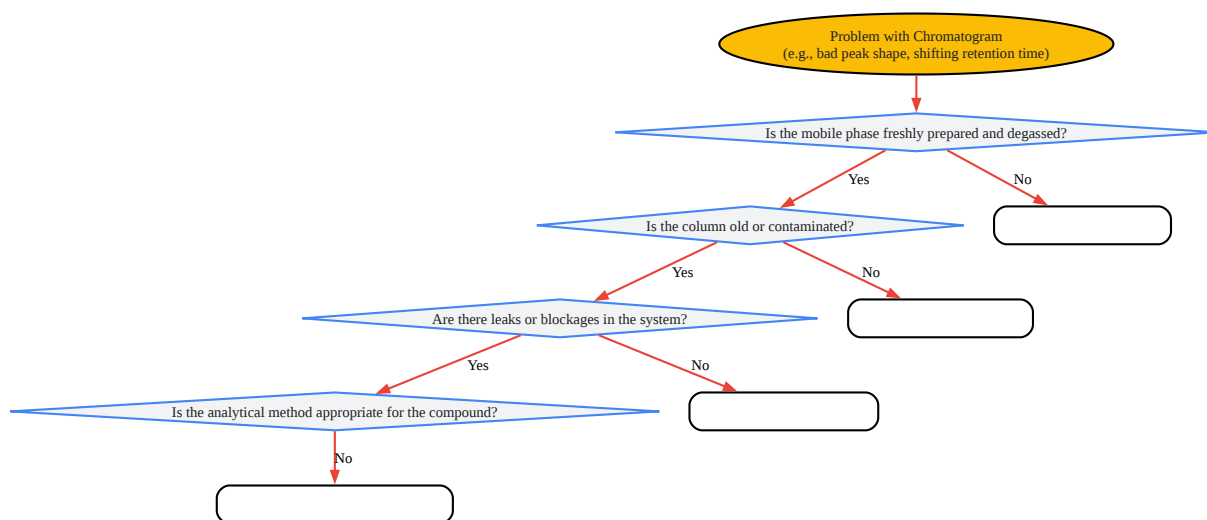 Problem with Chromatogram
(e.g., bad peak shape, shifting retention time)
Is the mobile phase freshly prepared and degassed?
Yes
No
Is the column old or contaminated?
Yes
No
Are there leaks or blockages in the system?
Yes
No
Is the analytical method appropriate for the compound?
No